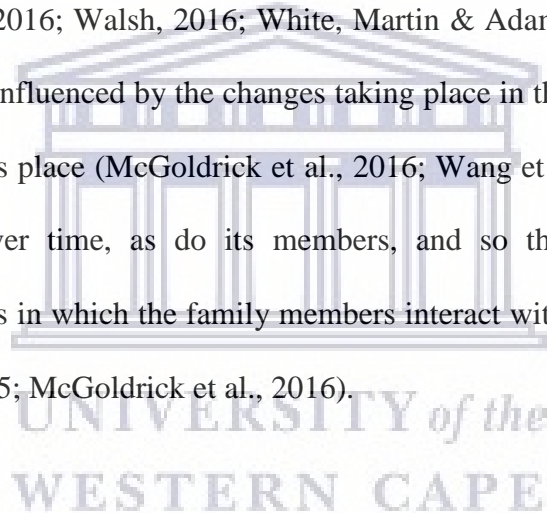 2016; Walsh, 2016; White, Martin & Adam
nfluenced by the changes taking place in th
s place (McGoldrick et al., 2016; Wang et
ver time, as do its members, and so th
s in which the family members interact wit
5; McGoldrick et al., 2016).
UNIVERSITY of the
WESTERN CAPE